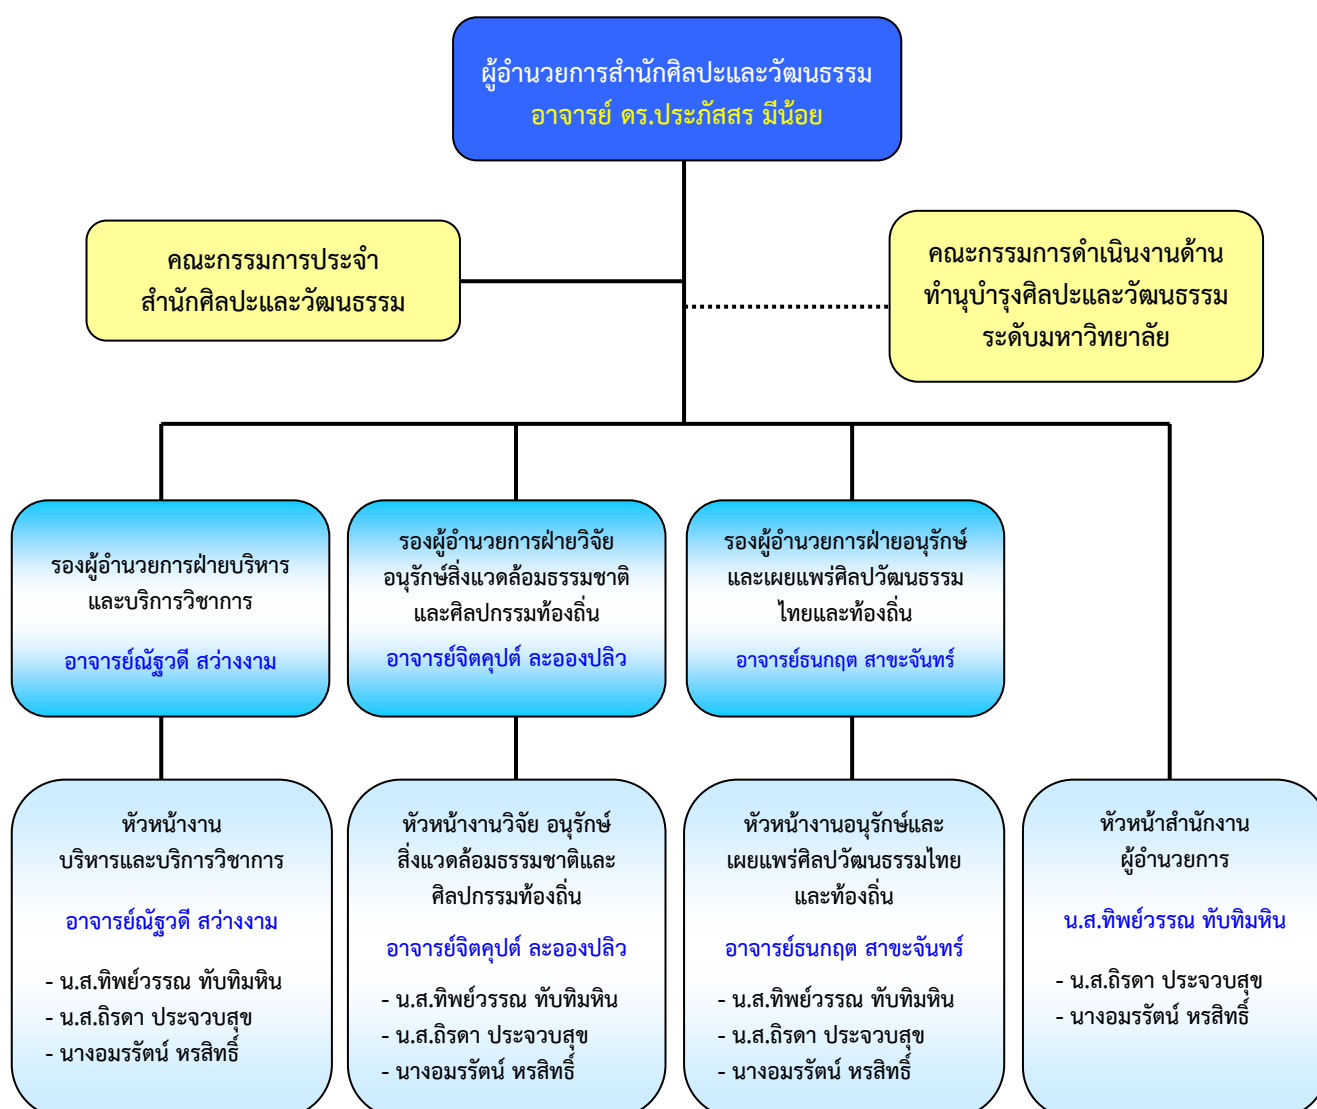 ผู้อำนวยการสำนักศิลปะและวัฒนธรรม
อาจารย์ ดร.ประภัสสร มีน้อย
คณะกรรมการประจำ
สำนักศิลปะและวัฒนธรรม
คณะกรรมการดำเนินงานด้าน
ทำนุบำรุงศิลปะและวัฒนธรรม
ระดับมหาวิทยาลัย
รองผู้อำนวยการฝ่ายบริหาร
และบริการวิชาการ
อาจารย์ณัฐวดี สว่างงาม
รองผู้อำนวยการฝ่ายวิจัย
อนุรักษ์สิ่งแวดล้อมธรรมชาติ
และศิลปกรรมท้องถิ่น
อาจารย์จิตคุปต์ ละอองปลิว
รองผู้อำนวยการฝ่ายอนุรักษ์
และเผยแพร่ศิลปวัฒนธรรม
ไทยและท้องถิ่น
อาจารย์ธนกฤต สาขะจันทร์
หัวหน้างาน
บริหารและบริการวิชาการ
อาจารย์ณัฐวดี สว่างงาม
- น.ส.ทิพย์วรรณ ทับทิมหิน
- น.ส.ถิรดา ประจวบสุข
- นางอมรรัตน์ หรสิทธิ์
หัวหน้างานวิจัย อนุรักษ์
สิ่งแวดล้อมธรรมชาติและ
ศิลปกรรมท้องถิ่น
อาจารย์จิตคุปต์ ละอองปลิว
- น.ส.ทิพย์วรรณ ทับทิมหิน
- น.ส.ถิรดา ประจวบสุข
- นางอมรรัตน์ หรสิทธิ์
หัวหน้างานอนุรักษ์และ
เผยแพร่ศิลปวัฒนธรรมไทย
และท้องถิ่น
อาจารย์ธนกฤต สาขะจันทร์
- น.ส.ทิพย์วรรณ ทับทิมหิน
- น.ส.ถิรดา ประจวบสุข
- นางอมรรัตน์ หรสิทธิ์
หัวหน้าสำนักงาน
ผู้อำนวยการ
น.ส.ทิพย์วรรณ ทับทิมหิน
- น.ส.ถิรดา ประจวบสุข
- นางอมรรัตน์ หรสิทธิ์